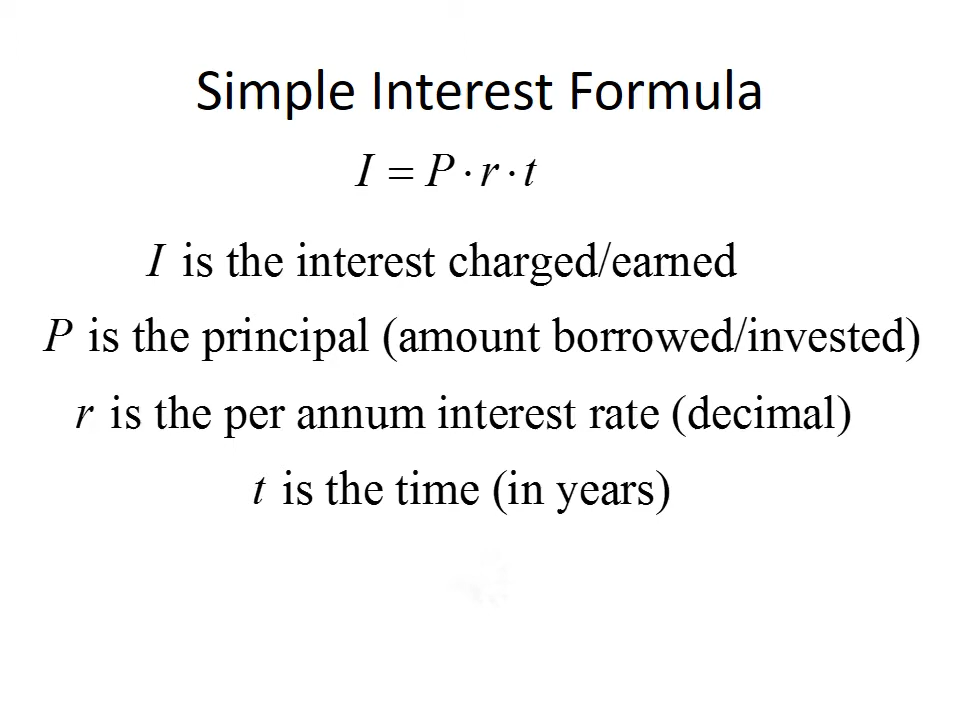 Simple Interest Formula
I = P · r · t
I is the interest charged/earned
P is the principal (amount borrowed/invested)
r is the per annum interest rate (decimal)
t is the time (in years)